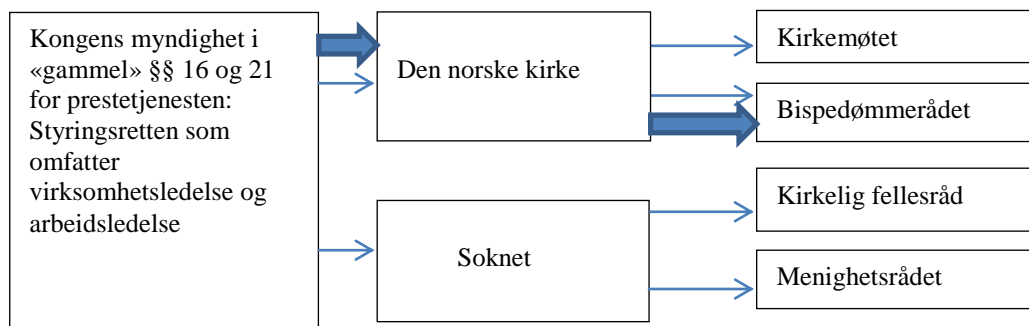 Kongens myndighet i
«gammel» §§ 16 og 21
for prestetjenesten:
Styringsretten som
omfatter
virksomhetsledelse og
arbeidsledelse
Den norske kirke
Soknet
Kirkemøtet
Bispedømmerådet
Kirkelig fellesråd
Menighetsrådet